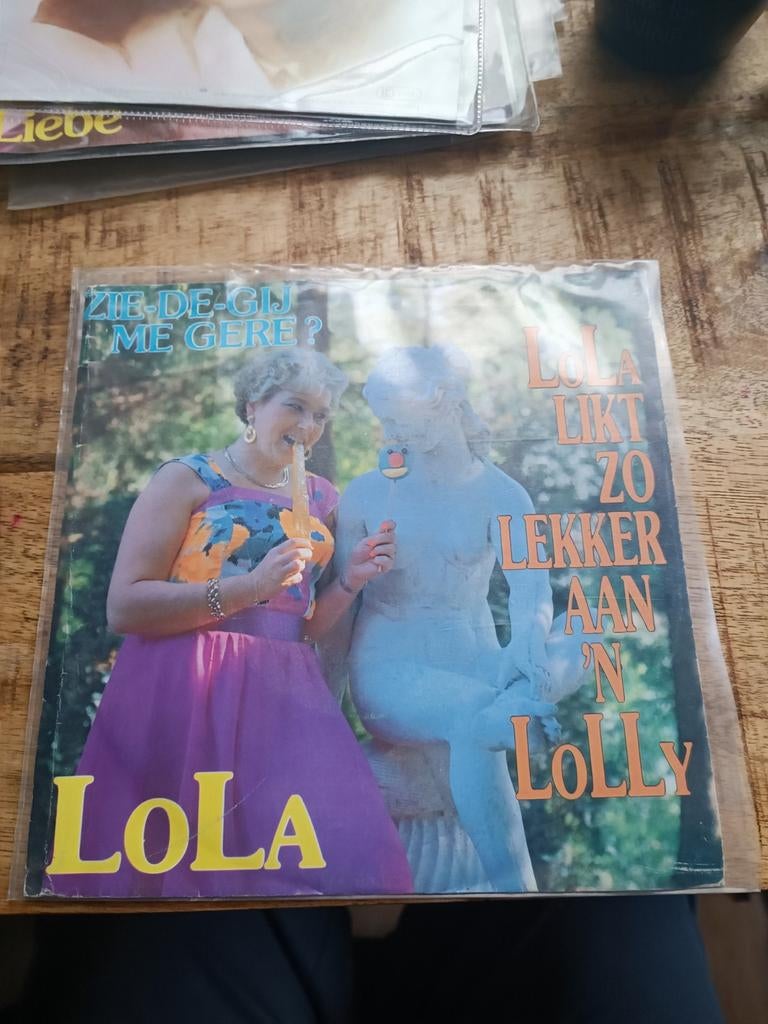 Liebe
ZIE-DE-GIJ
ME GERE?
LOLA
LIKT
ZO
LEKKER
AAN
'N
LOLLY
LOLA